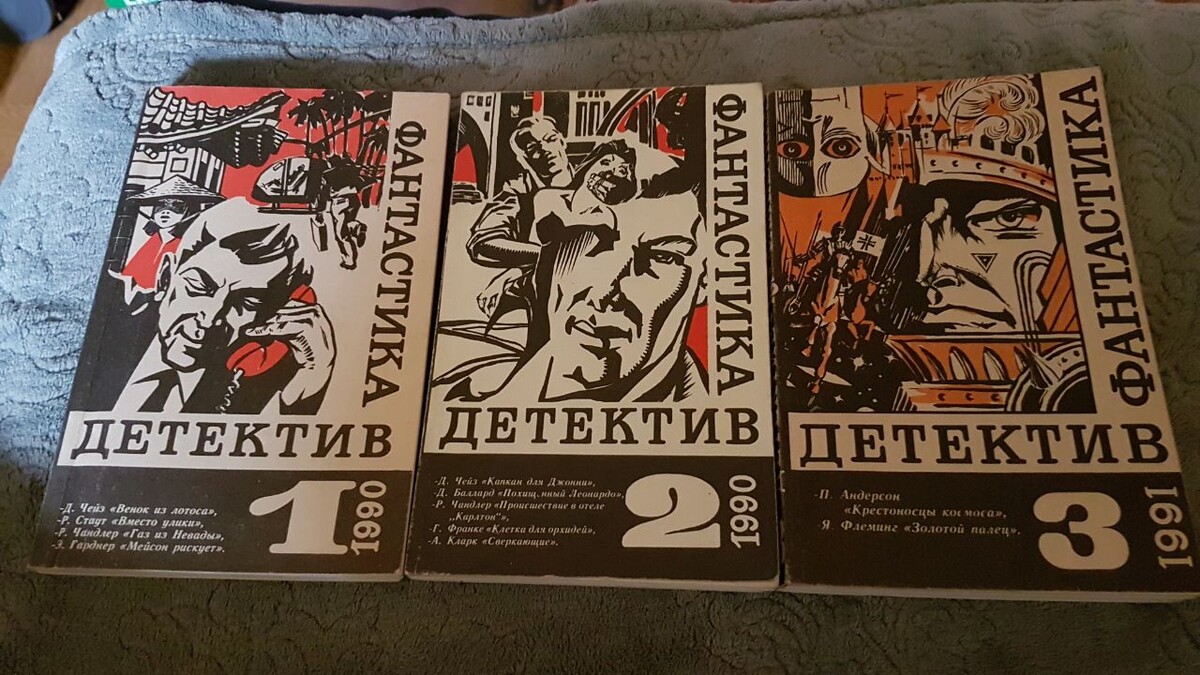 ФАНТАСТИКА
ДЕТЕКТИВ
-Д. Чейз «Венок из лотоса»,
-Р. Стаут «Вместо улики»,
-Р. Чандлер «Газ из Невады»,
-Э. Гарднер «Мейсон рискует».
1
1990
ФАНТАСТИКА
ДЕТЕКТИВ
-Д. Чейз «Капкан для Джонни»,
-Д. Баллард «Похищ.нный Леонардо»,
-Р. Чандлер «Происшествие в отеле
„Карлтон“»,
-Г. Франке «Клетка для орхидей»,
-А. Кларк «Сверкающие».
2
1990
ФАНТАСТИКА
ДЕТЕКТИВ
-П. Андерсон
«Крестоносцы космоса»,
Я. Флеминг «Золотой палец».
3
1991